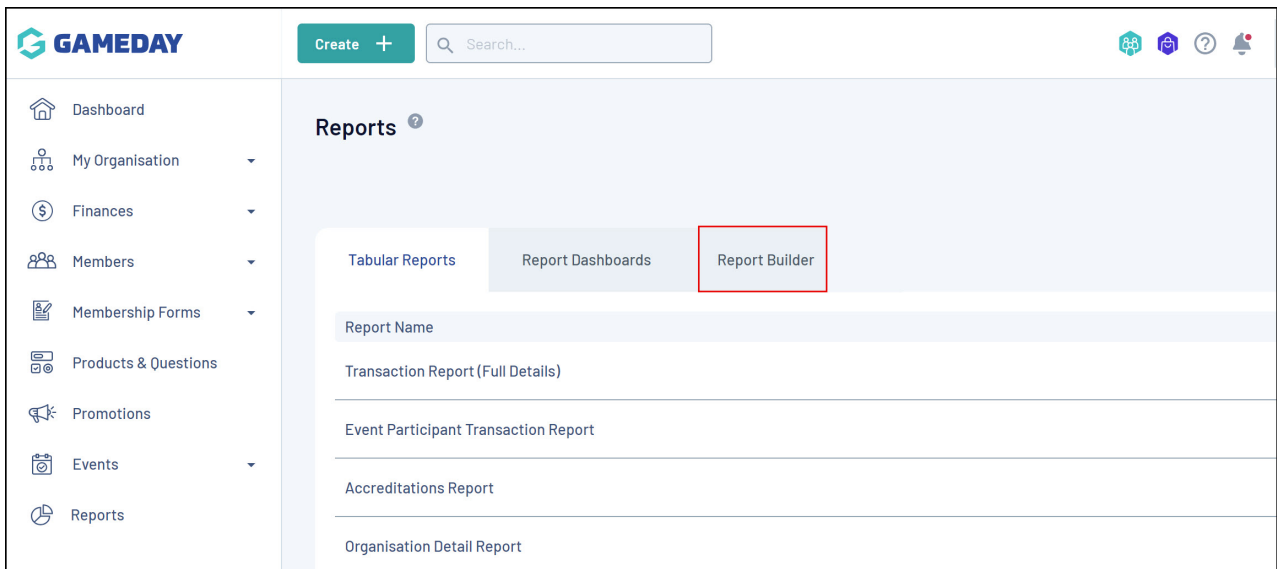 GAMEDAY
Create +
Search...
Dashboard
My Organisation
Finances
Members
Membership Forms
Products & Questions
Promotions
Events
Reports
Reports ?
Tabular Reports
Report Dashboards
Report Builder
Report Name
Transaction Report (Full Details)
Event Participant Transaction Report
Accreditations Report
Organisation Detail Report